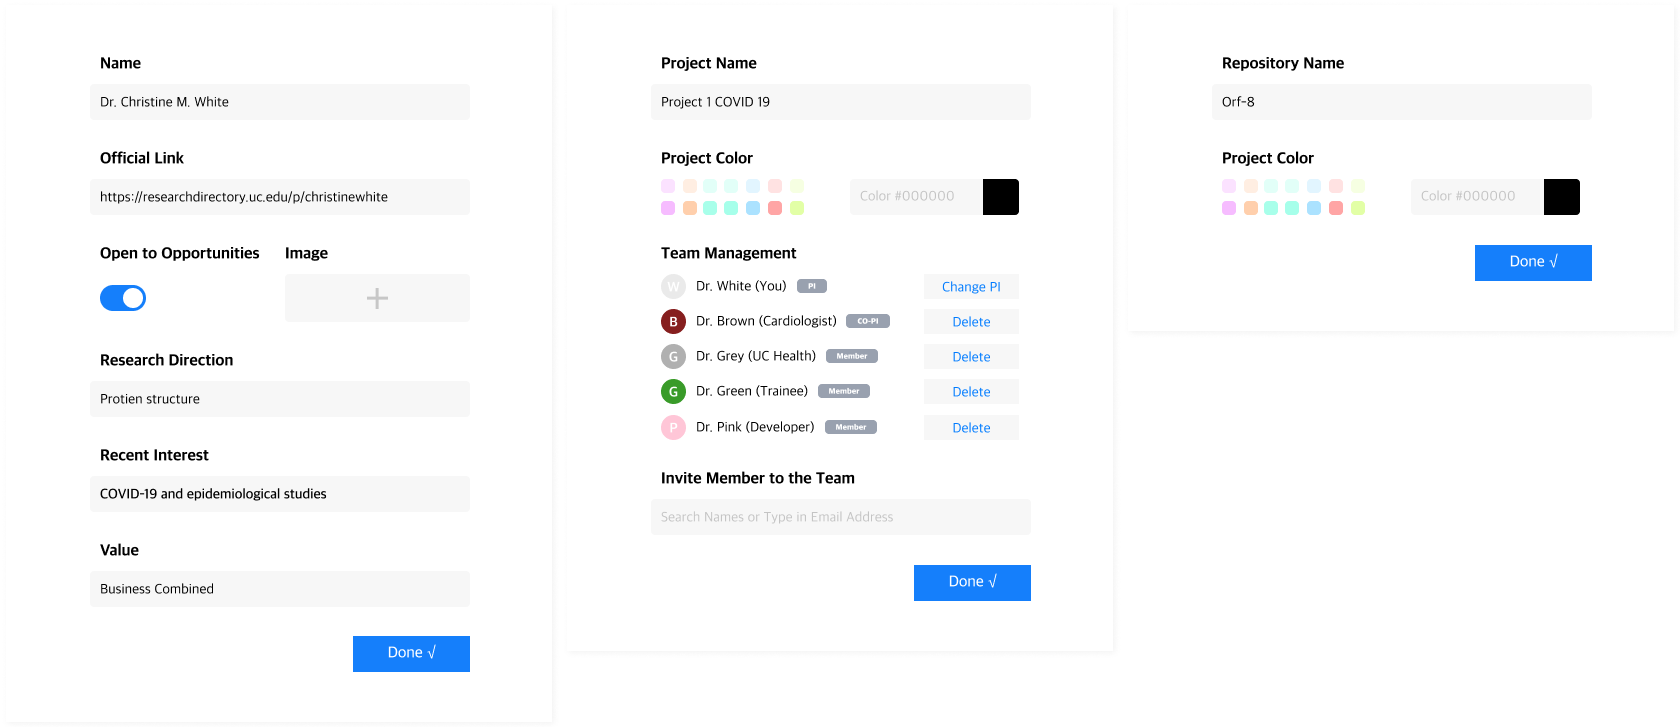 Name
Dr. Christine M. White
Official Link
https://researchdirectory.uc.edu/p/christinewhite
Open to Opportunities
Image
Research Direction
Protien structure
Recent Interest
COVID-19 and epidemiological studies
Value
Business Combined
Done √
Project Name
Project 1 COVID 19
Project Color
Color #000000
Team Management
W Dr. White (You) PI Change PI
B Dr. Brown (Cardiologist) CO-PI Delete
G Dr. Grey (UC Health) Member Delete
G Dr. Green (Trainee) Member Delete
P Dr. Pink (Developer) Member Delete
Invite Member to the Team
Search Names or Type in Email Address
Done √
Repository Name
Orf-8
Project Color
Color #000000
Done √